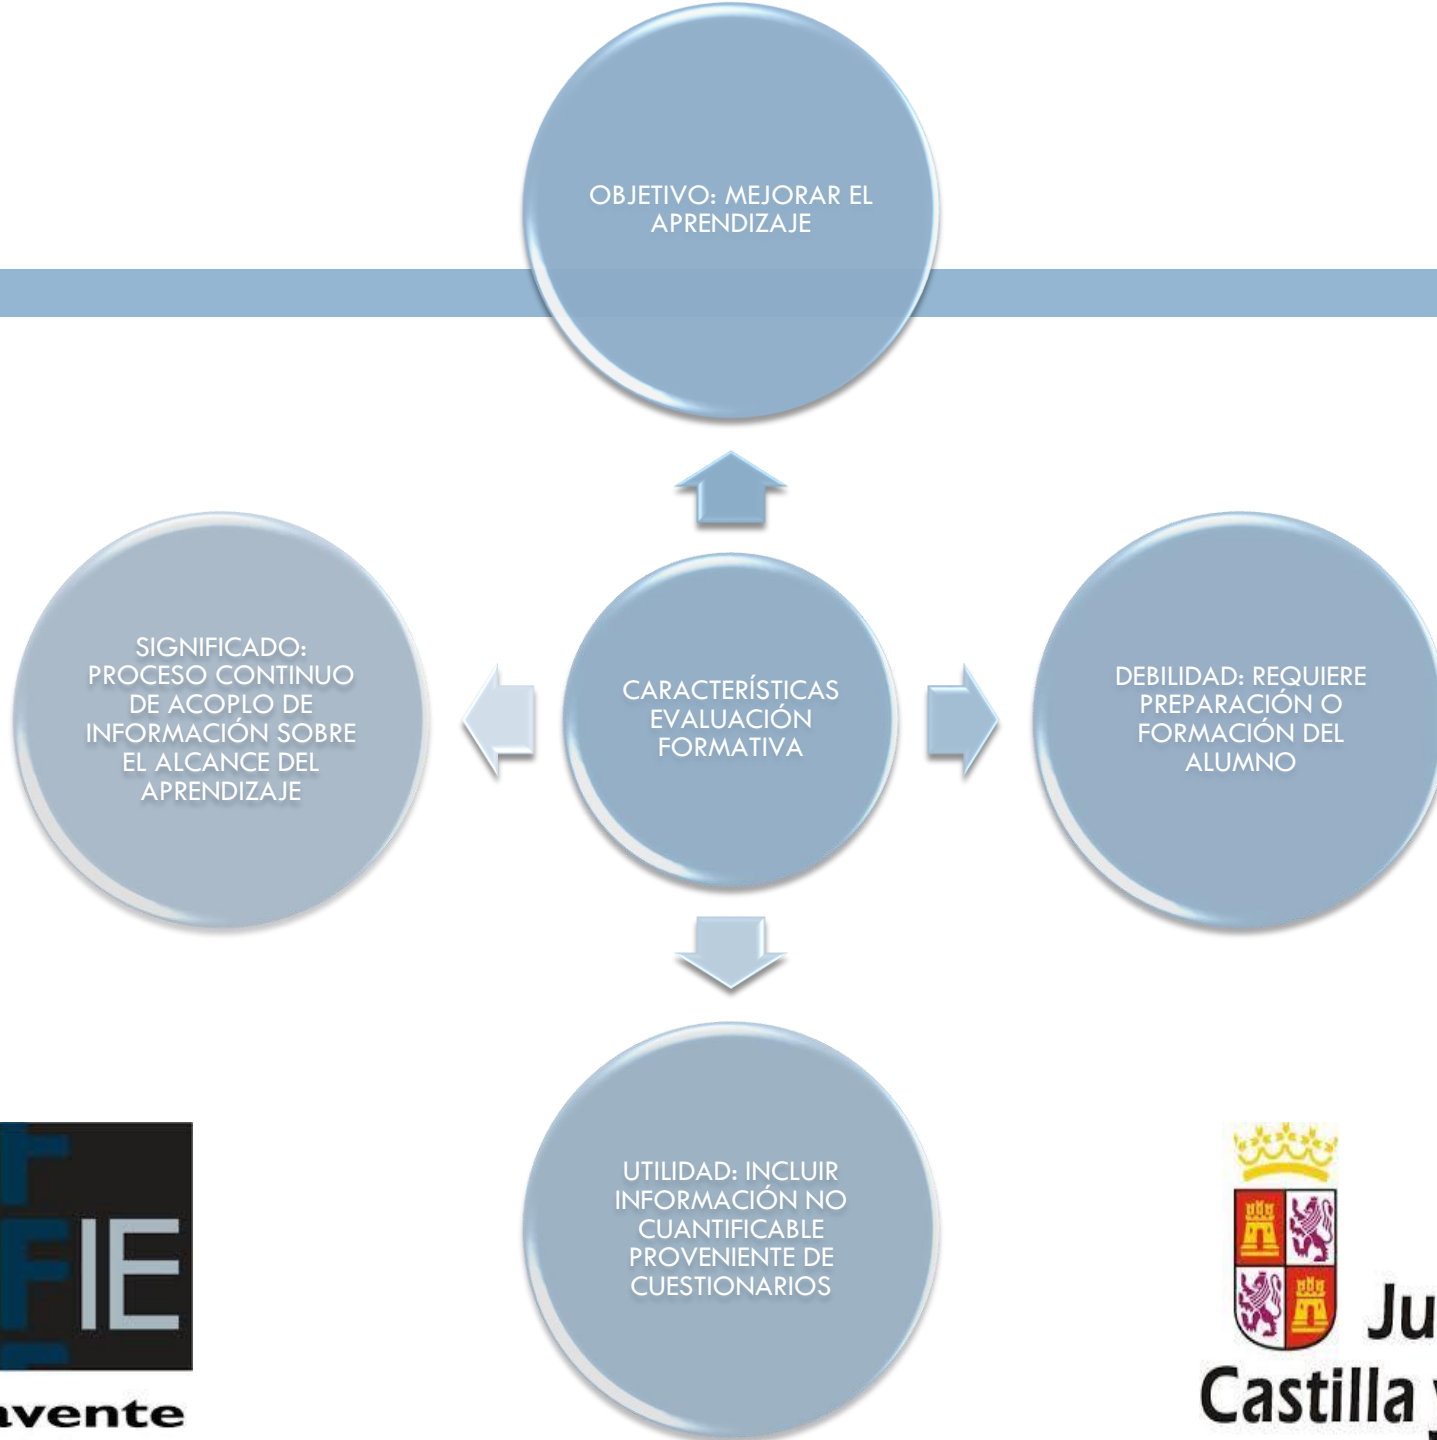 OBJETIVO: MEJORAR EL
APRENDIZAJE
SIGNIFICADO:
PROCESO CONTINUO
DE ACOPLO DE
INFORMACIÓN SOBRE
EL ALCANCE DEL
APRENDIZAJE
CARACTERÍSTICAS
EVALUACIÓN
FORMATIVA
DEBILIDAD: REQUIERE
PREPARACIÓN O
FORMACIÓN DEL
ALUMNO
UTILIDAD: INCLUIR
INFORMACIÓN NO
CUANTIFICABLE
PROVENIENTE DE
CUESTIONARIOS
FIE
avente
Ju
Castilla y